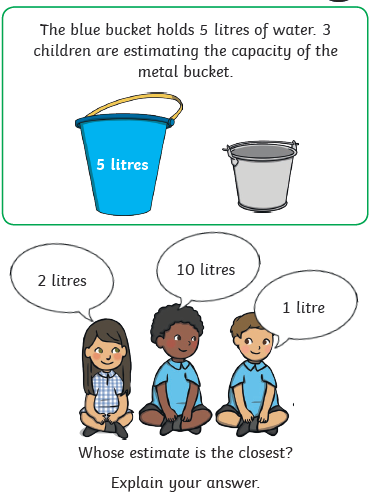 The blue bucket holds 5 litres of water. 3
children are estimating the capacity of the
metal bucket.
5 litres
2 litres
10 litres
1 litre
Whose estimate is the closest?
Explain your answer.